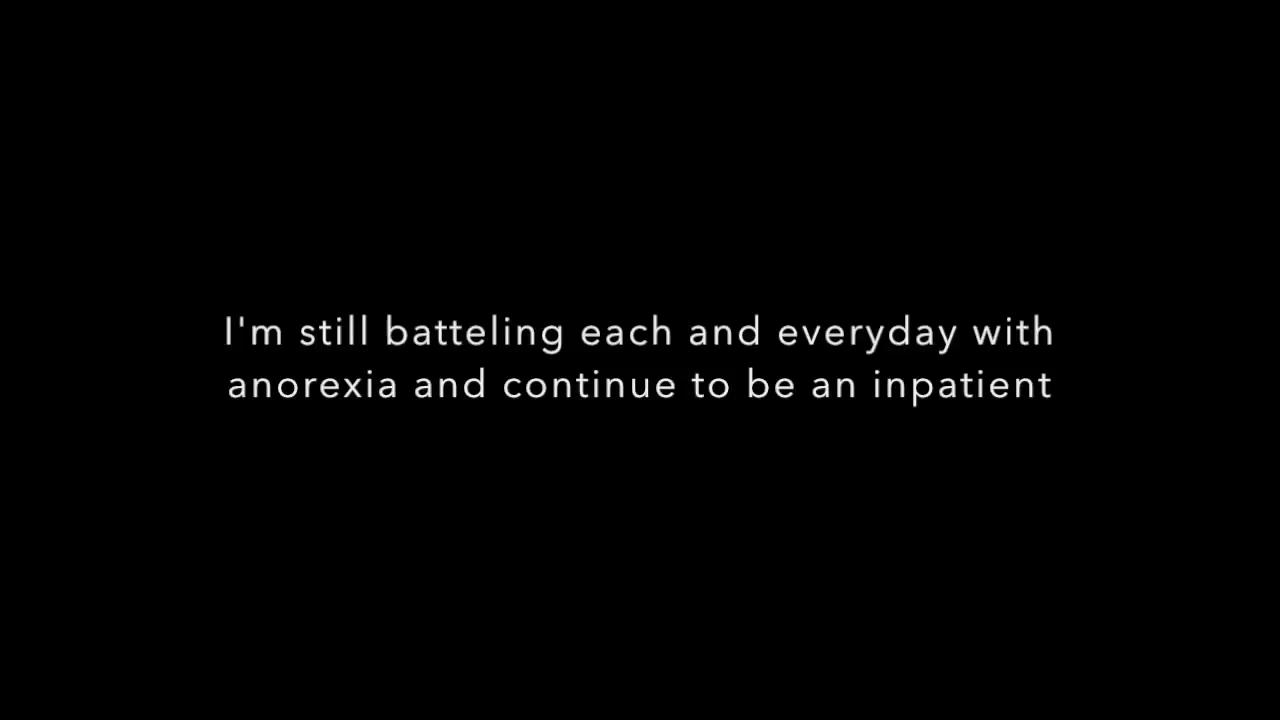 I'm still batteling each and everyday with
anorexia and continue to be an inpatient